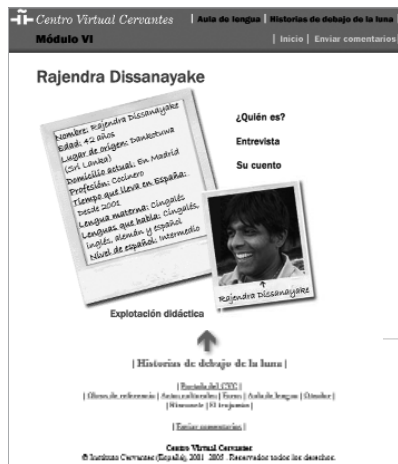 Centro Virtual Cervantes | Aula de lengua | Historias de debajo de la luna
Módulo VI | Inicio | Enviar comentarios
Rajendra Dissanayake
Nombre: Rajendra Dissanayake
Edad: 42 años
Lugar de origen: Dankotuwa
(Sri Lanka)
Domicilio actual: En Madrid
Profesión: Cocinero
Tiempo que lleva en España:
Desde 2001
Lengua materna: Cingalés
Lenguas que habla: Cingalés,
inglés, alemán y español
Nivel de español: Intermedio
¿Quién es?
Entrevista
Su cuento
Rajendra Dissanayake
Explotación didáctica
| Historias de debajo de la luna |
| Portada del CVC |
| Obras de referencia | Actos culturales | Foros | Aula de lengua | Oteador |
| Rinconete | El trujamán |
| Enviar comentarios |
Centro Virtual Cervantes
© Instituto Cervantes (España), 2001-2005. Reservados todos los derechos.